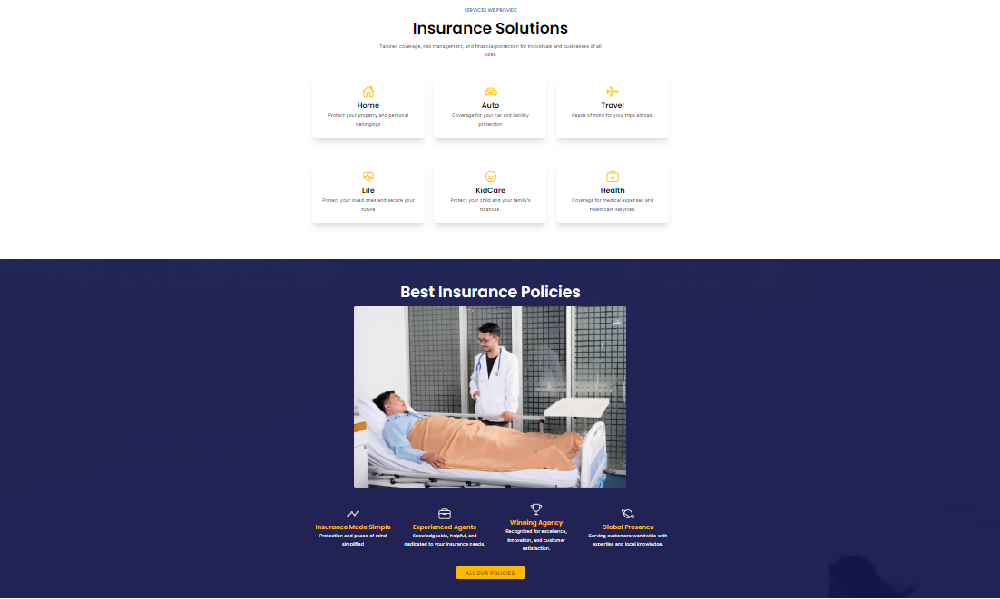 SERVICES WE PROVIDE
Insurance Solutions
Tailored coverage, risk management, and financial protection for individuals and businesses of all
sizes.
Home
Protect your property and personal
belongings
Auto
Coverage for your car and liability
protection
Travel
Peace of mind for your trips abroad.
Life
Protect your loved ones and secure your
future
KidCare
Protect your child and your family's
finances.
Health
Coverage for medical expenses and
healthcare services.
Best Insurance Policies
Insurance Made Simple
Protection and peace of mind
simplified
Experienced Agents
Knowledgeable, helpful, and
dedicated to your insurance needs.
Winning Agency
Recognized for excellence,
innovation, and customer
satisfaction.
Global Presence
Serving customers worldwide with
expertise and local knowledge.
ALL OUR POLICIES